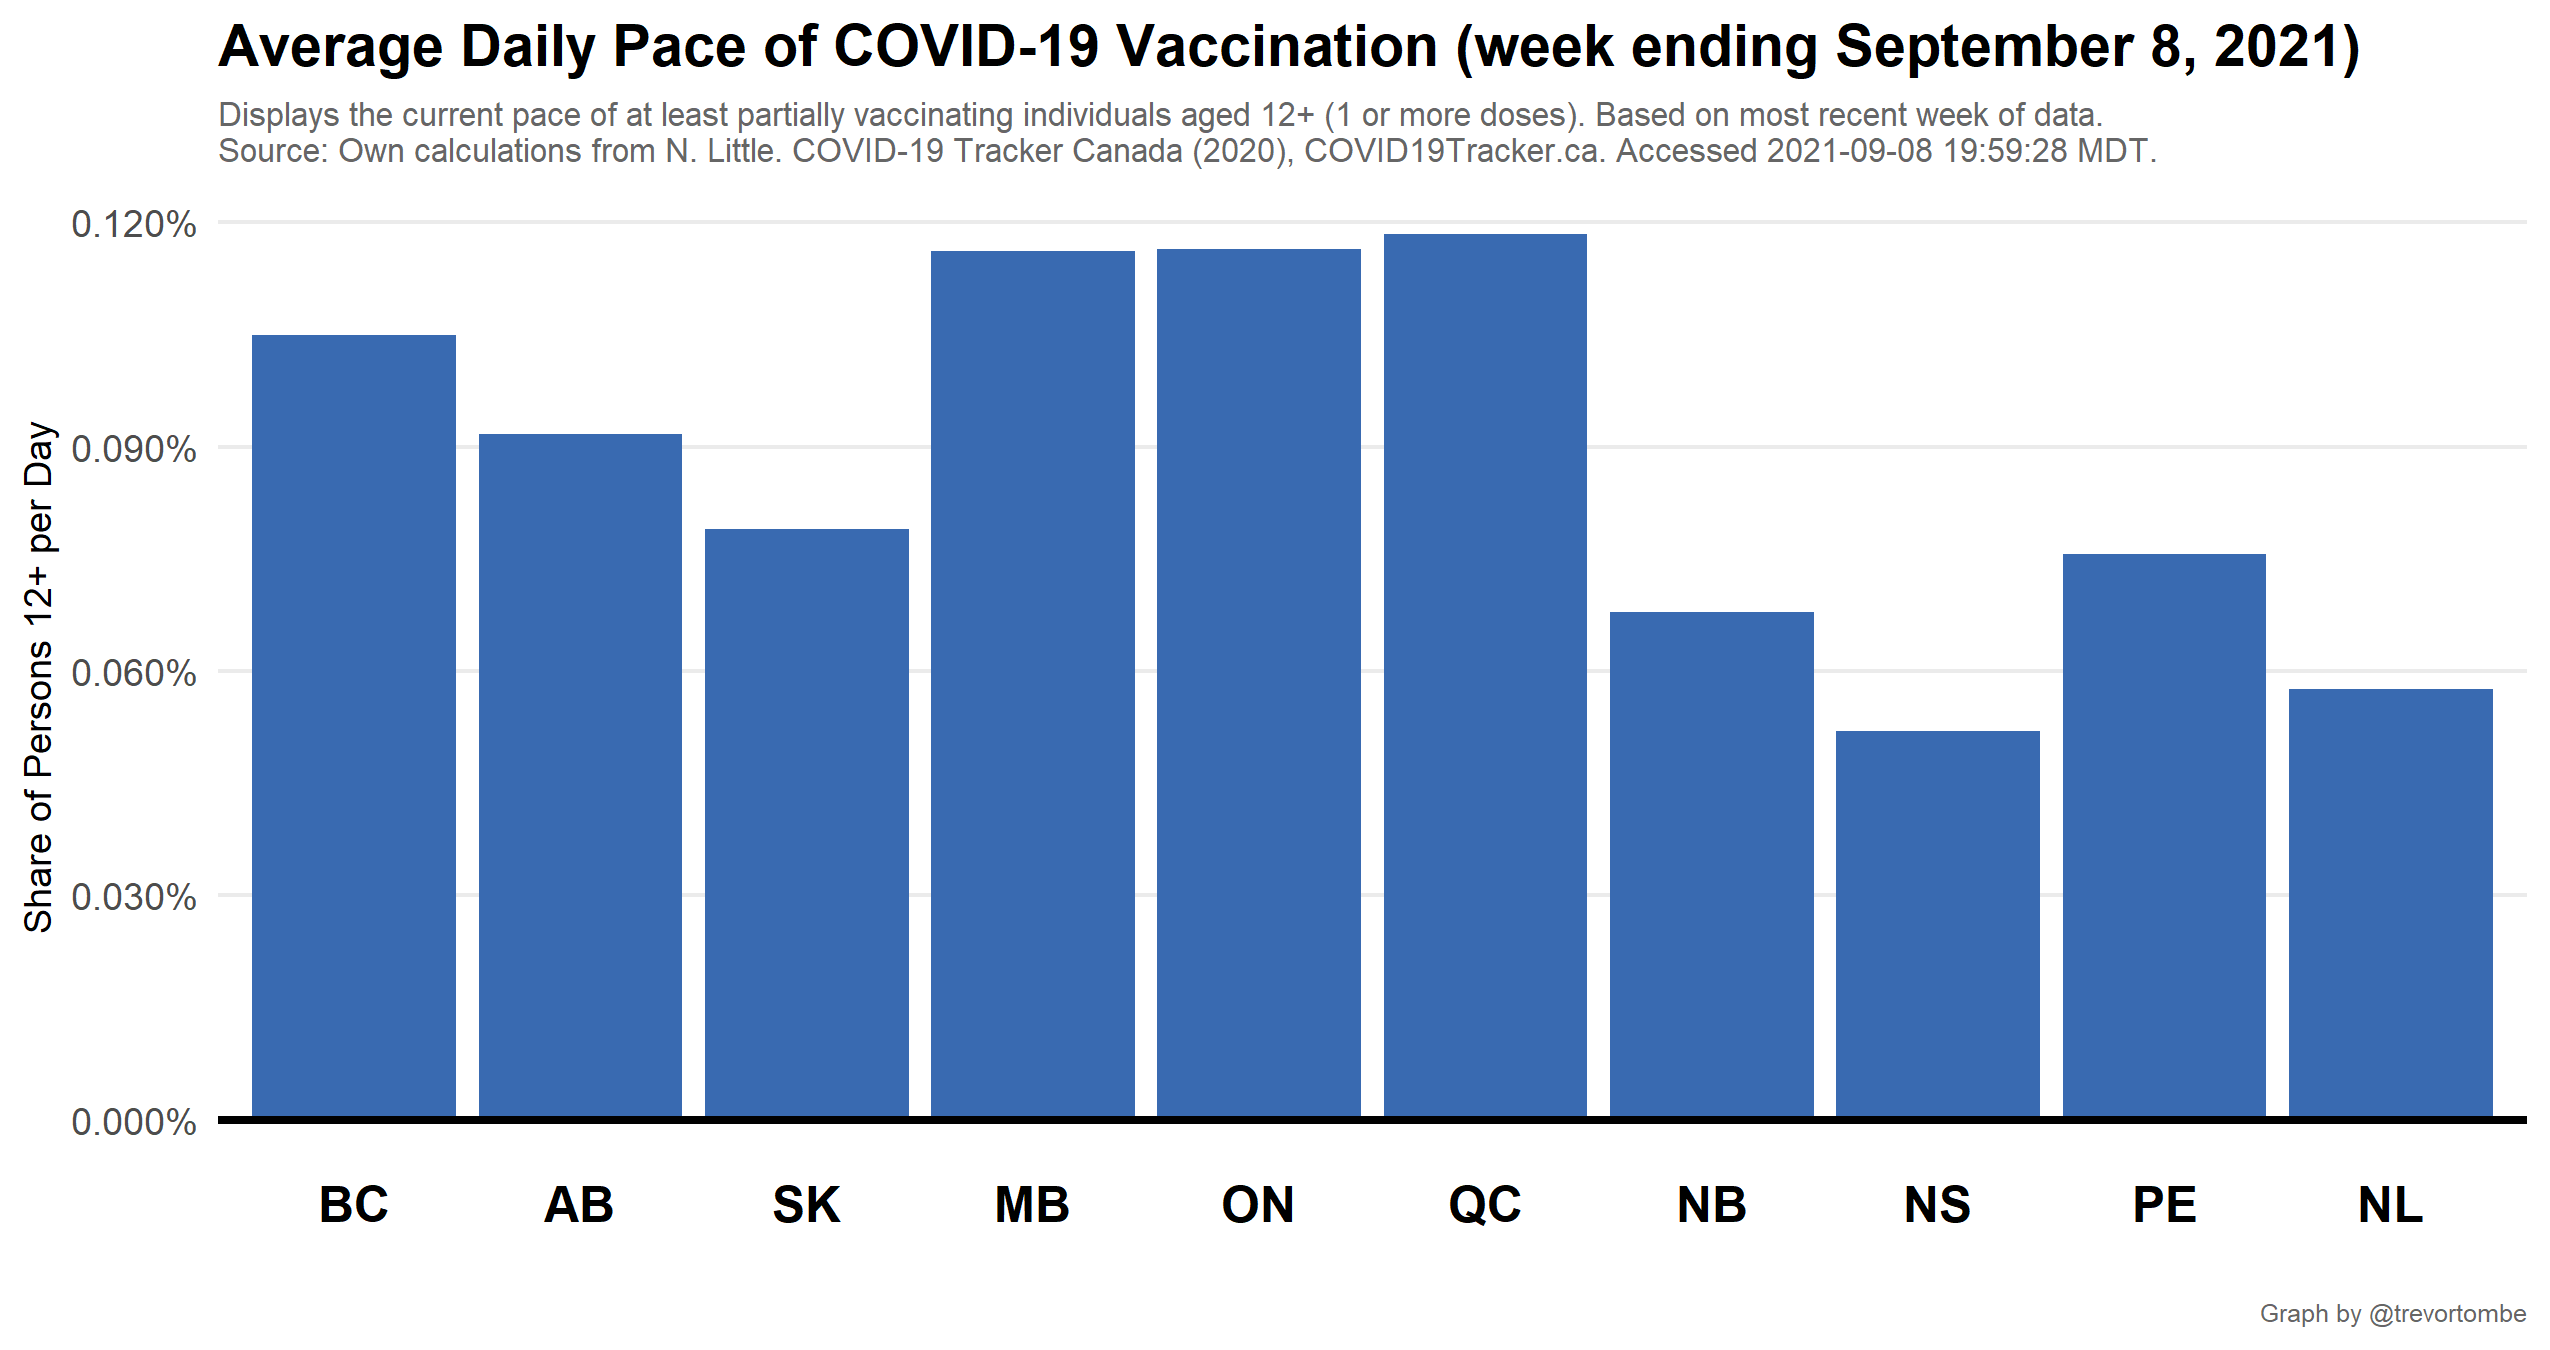 Average Daily Pace of COVID-19 Vaccination (week ending September 8, 2021)
Displays the current pace of at least partially vaccinating individuals aged 12+ (1 or more doses). Based on most recent week of data.
Source: Own calculations from N. Little. COVID-19 Tracker Canada (2020), COVID19Tracker.ca. Accessed 2021-09-08 19:59:28 MDT.
Share of Persons 12+ per Day
0.120%
0.090%
0.060%
0.030%
0.000%
BC AB SK MB ON QC NB NS PE NL
Graph by @trevortombe